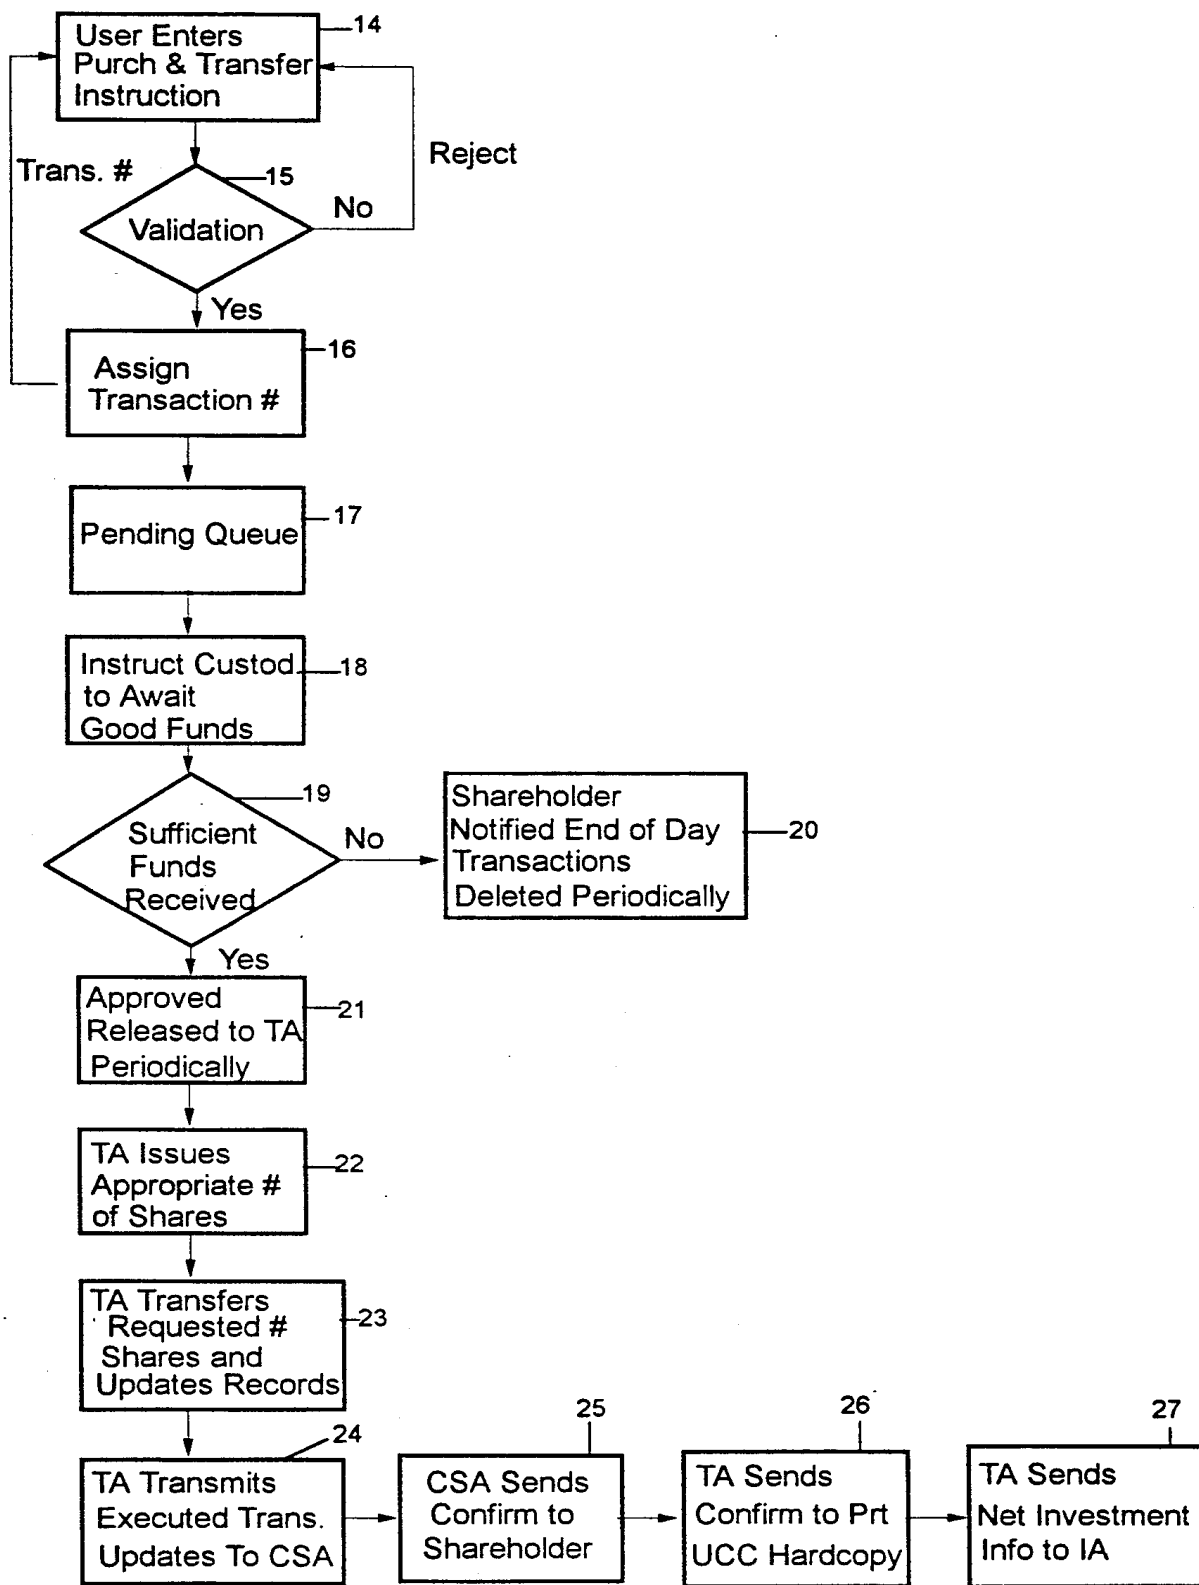 User Enters
Purch & Transfer
Instruction
14
Trans. #
Reject
15
Validation
No
Yes
16
Assign
Transaction #
17
Pending Queue
Instruct Custod
to Await
Good Funds
18
19
Sufficient
Funds
Received
No
Shareholder
Notified End of Day
Transactions
Deleted Periodically
20
Yes
Approved
Released to TA
Periodically
21
TA Issues
Appropriate #
of Shares
22
TA Transfers
Requested #
Shares and
Updates Records
23
24
TA Transmits
Executed Trans.
Updates To CSA
25
CSA Sends
Confirm to
Shareholder
26
TA Sends
Confirm to Prt
UCC Hardcopy
27
TA Sends
Net Investment
Info to IA